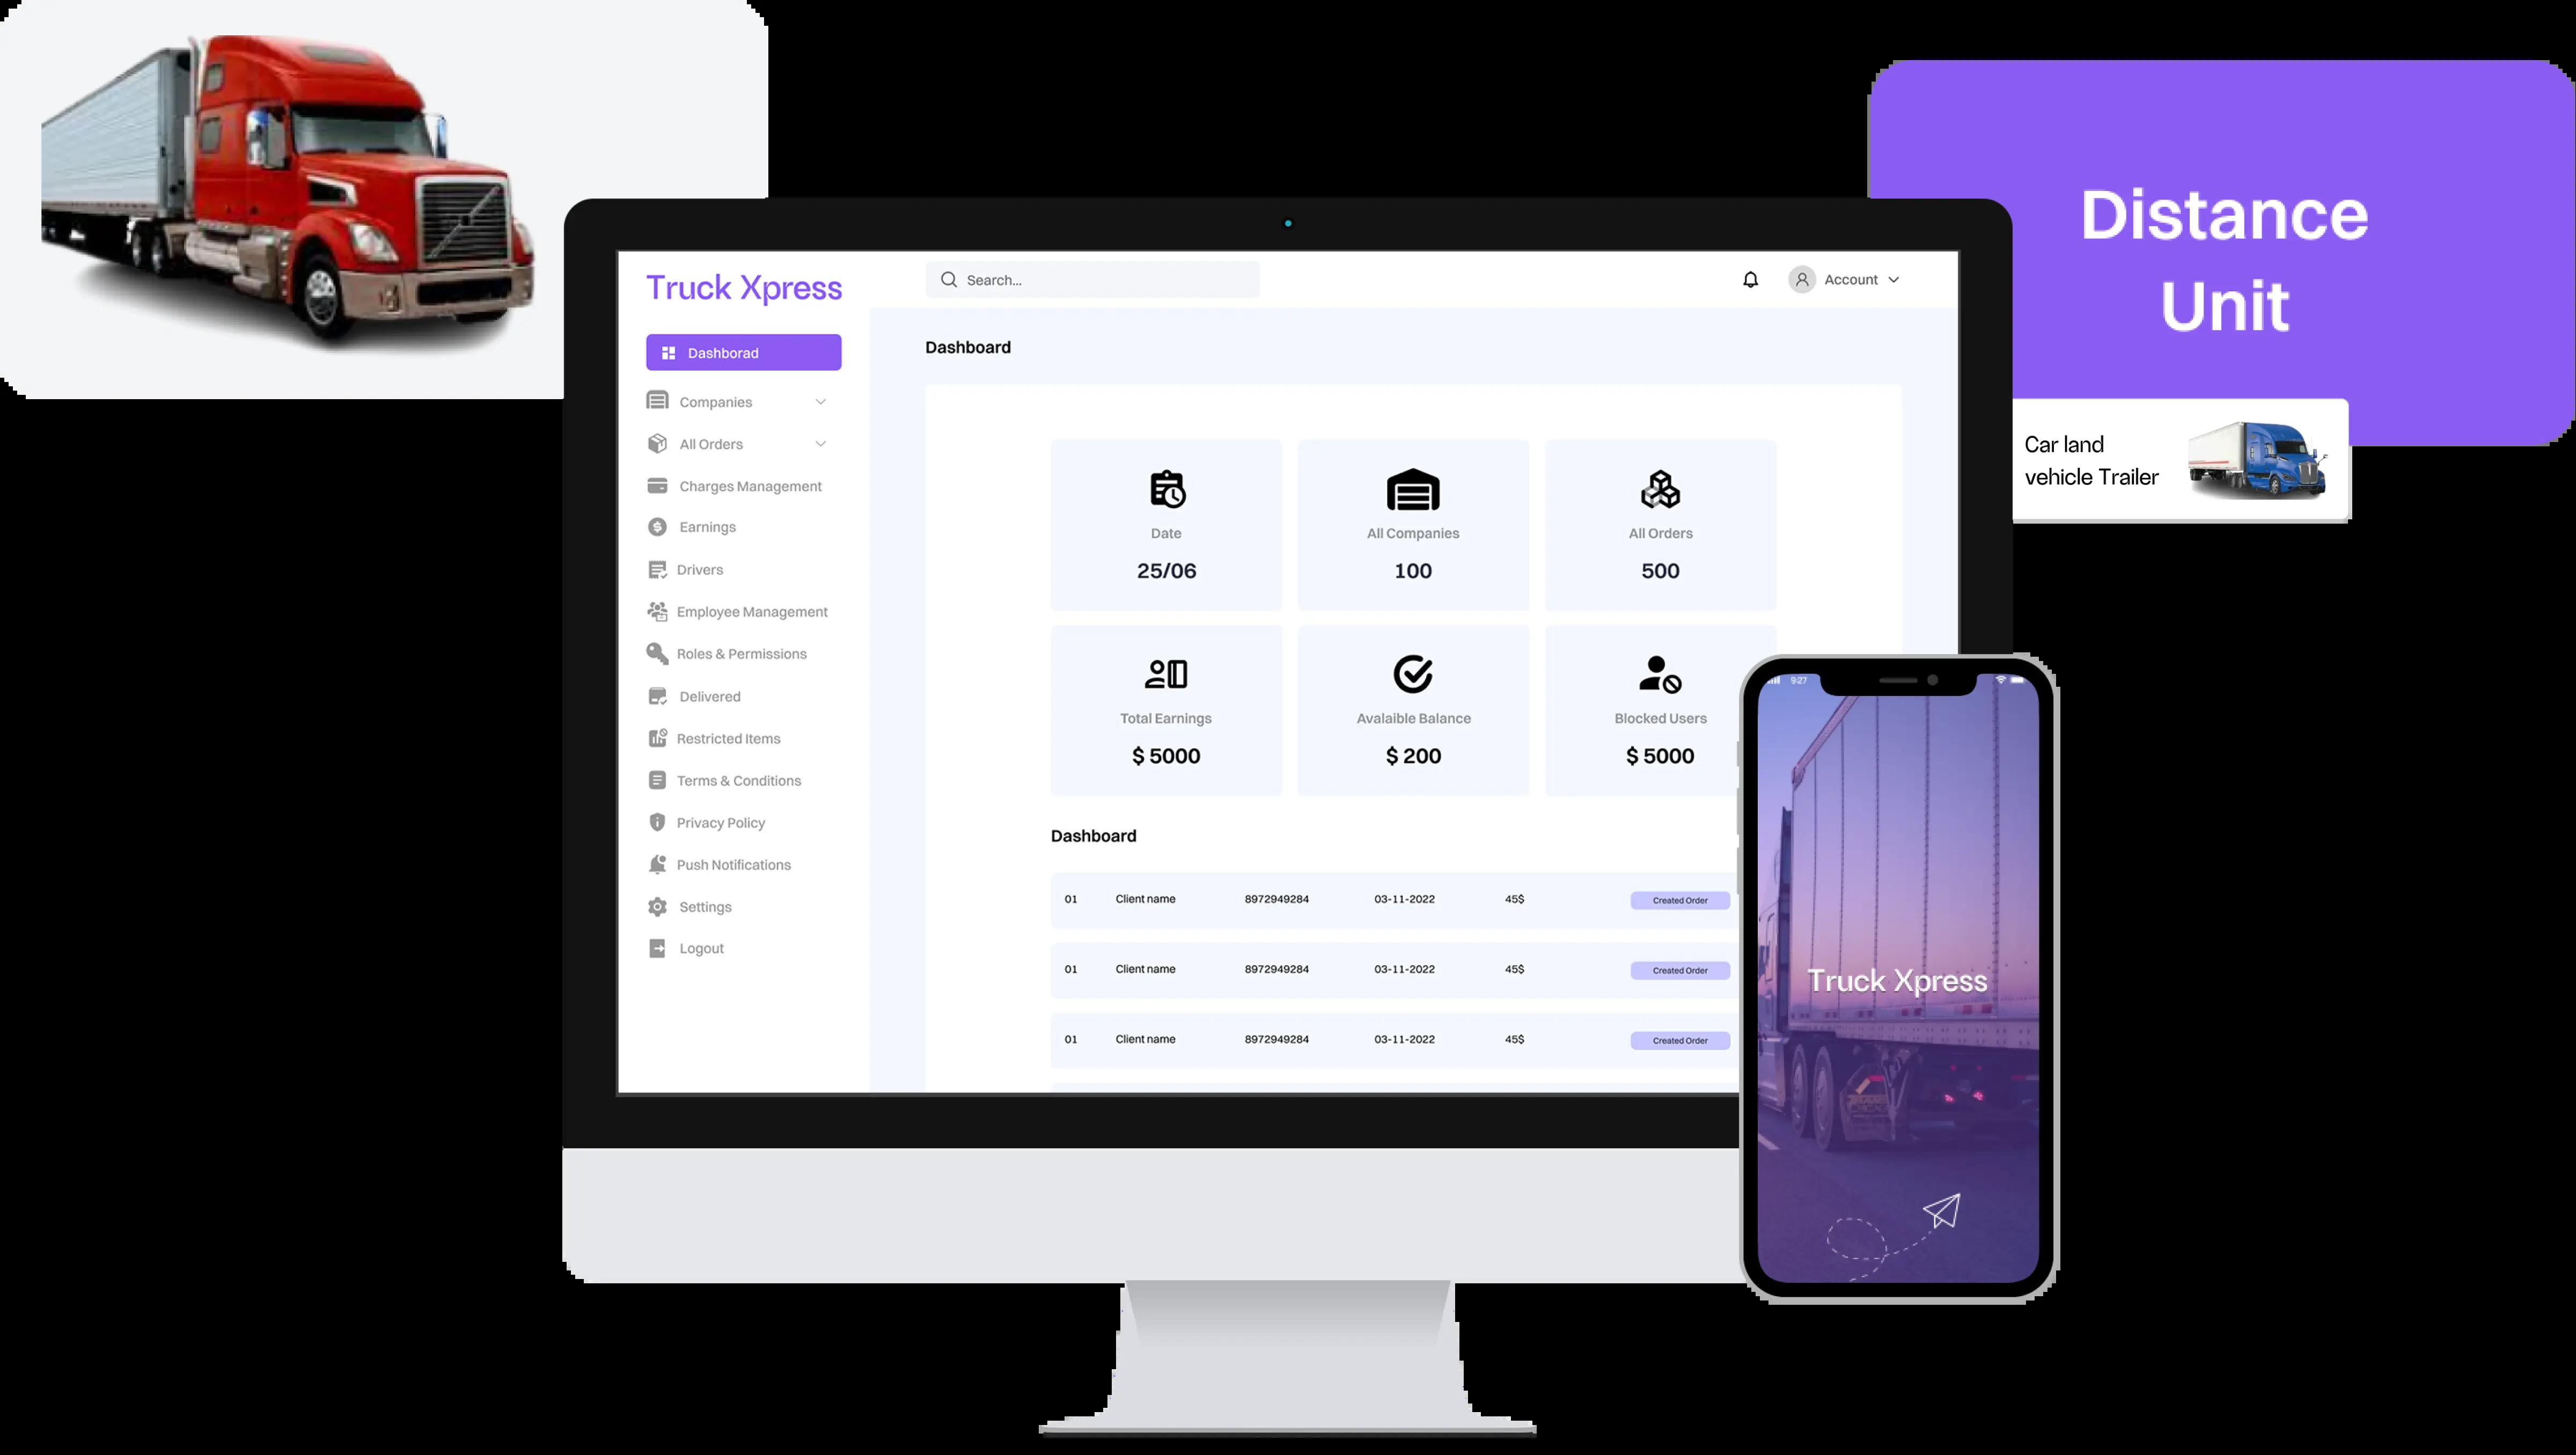 Distance
Unit
Car land
vehicle Trailer
Truck Xpress
Search...
Account
Dashborad
Companies
All Orders
Charges Management
Earnings
Drivers
Employee Management
Roles & Permissions
Delivered
Restricted Items
Terms & Conditions
Privacy Policy
Push Notifications
Settings
Logout
Dashboard
Date
25/06
All Companies
100
All Orders
500
Total Earnings
$ 5000
Avalaible Balance
$ 200
Blocked Users
$ 5000
Dashboard
01 Client name 8972949284 03-11-2022 45$ Created Order
01 Client name 8972949284 03-11-2022 45$ Created Order
01 Client name 8972949284 03-11-2022 45$ Created Order
9:27
Truck Xpress